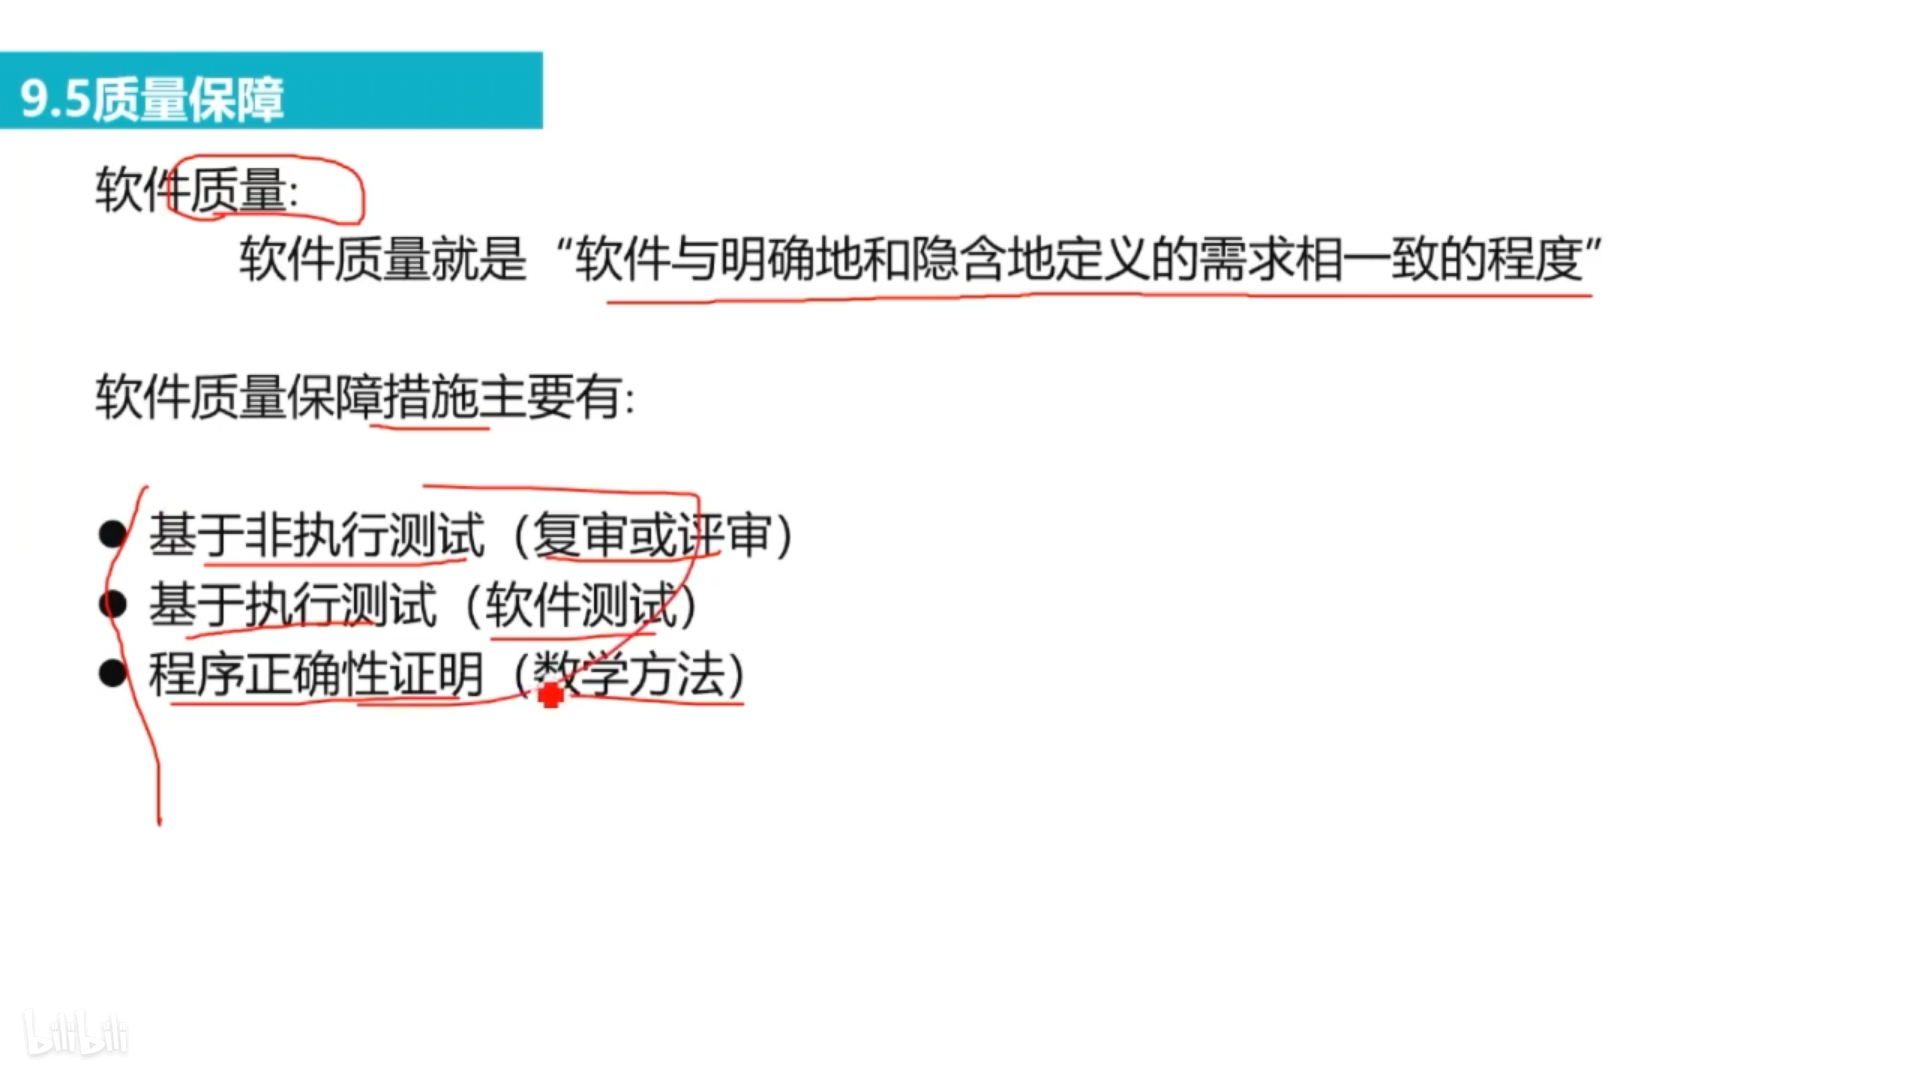 9.5质量保障
软件质量:
软件质量就是“软件与明确地和隐含地定义的需求相一致的程度”
软件质量保障措施主要有:
● 基于非执行测试（复审或评审）
● 基于执行测试（软件测试）
● 程序正确性证明（数学方法）
bilibili